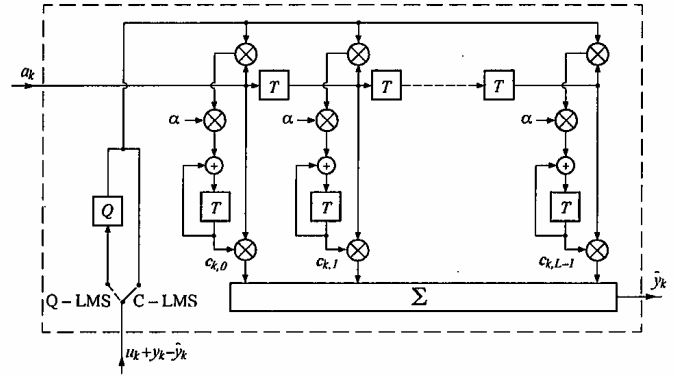 a_k
T
T
T
α
α
α
+
+
+
Q
T
T
T
c_{k,0}
c_{k,1}
c_{k,L-1}
Q-LMS
C-LMS
Σ
ŷ_k
u_k+y_k-ŷ_k